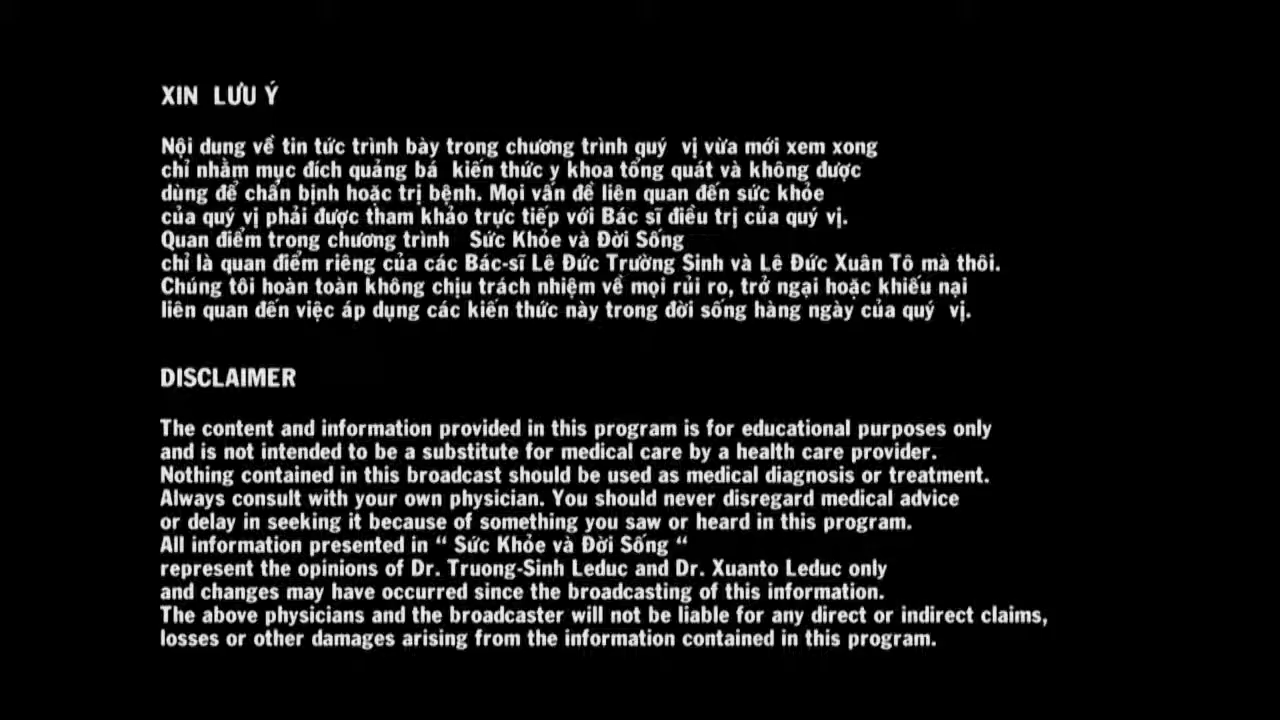 XIN LƯU Ý
Nội dung về tin tức trình bày trong chương trình quý vị vừa mới xem xong
chỉ nhằm mục đích quảng bá kiến thức y khoa tổng quát và không được
dùng để chẩn bịnh hoặc trị bệnh. Mọi vấn đề liên quan đến sức khỏe
của quý vị phải được tham khảo trực tiếp với Bác sĩ điều trị của quý vị.
Quan điểm trong chương trình Sức Khỏe và Đời Sống
chỉ là quan điểm riêng của các Bác-sĩ Lê Đức Trường Sinh và Lê Đức Xuân Tô mà thôi.
Chúng tôi hoàn toàn không chịu trách nhiệm về mọi rủi ro, trở ngại hoặc khiếu nại
liên quan đến việc áp dụng các kiến thức này trong đời sống hàng ngày của quý vị.
DISCLAIMER
The content and information provided in this program is for educational purposes only
and is not intended to be a substitute for medical care by a health care provider.
Nothing contained in this broadcast should be used as medical diagnosis or treatment.
Always consult with your own physician. You should never disregard medical advice
or delay in seeking it because of something you saw or heard in this program.
All information presented in “ Sức Khỏe và Đời Sống “
represent the opinions of Dr. Truong-Sinh Leduc and Dr. Xuanto Leduc only
and changes may have occurred since the broadcasting of this information.
The above physicians and the broadcaster will not be liable for any direct or indirect claims,
losses or other damages arising from the information contained in this program.